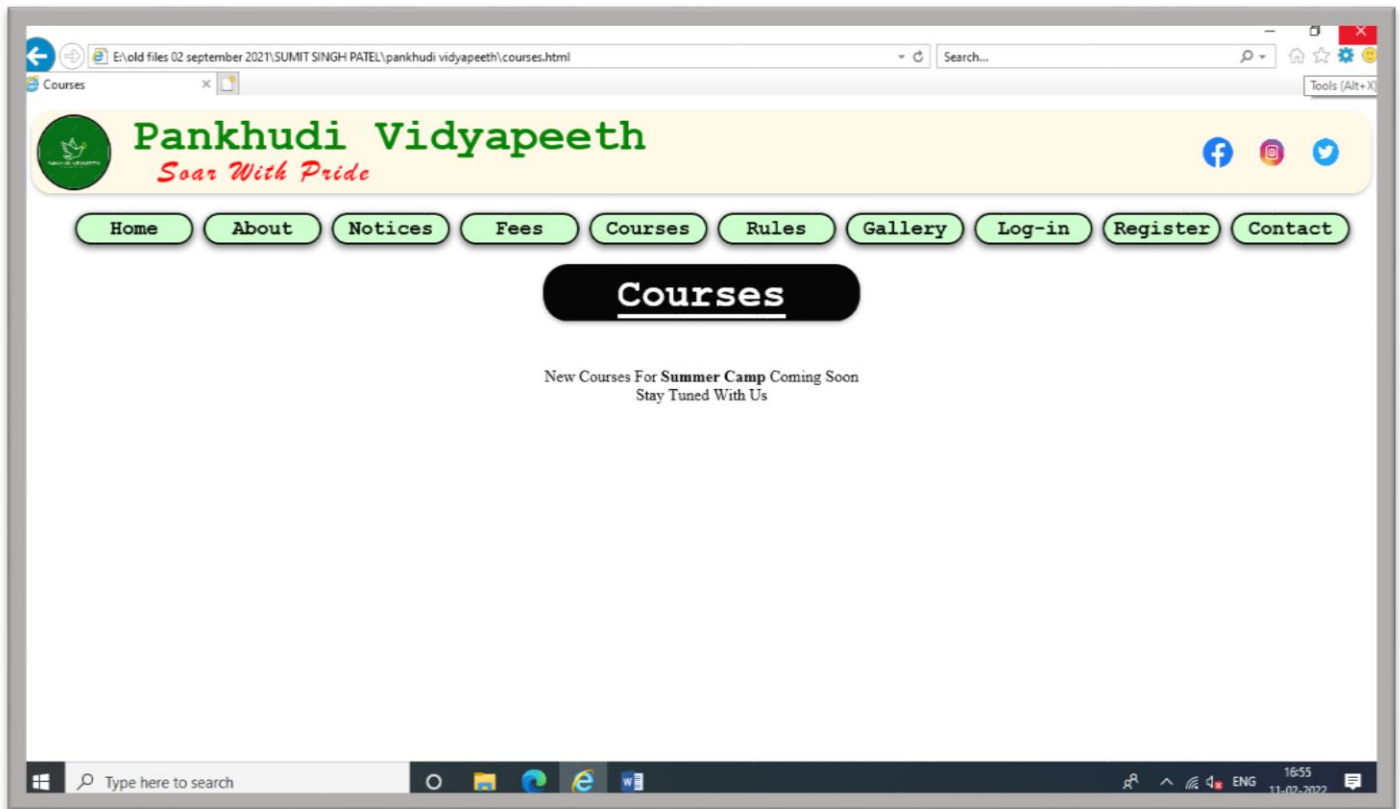 E:\old files 02 september 2021\SUMIT SINGH PATEL\pankhudi vidyapeeth\courses.html
Search...
Courses
Tools (Alt+X)
Pankhudi Vidyapeeth
Soar With Pride
Home About Notices Fees Courses Rules Gallery Log-in Register Contact
Courses
New Courses For Summer Camp Coming Soon
Stay Tuned With Us
Type here to search
ENG
16:55
11-02-2022